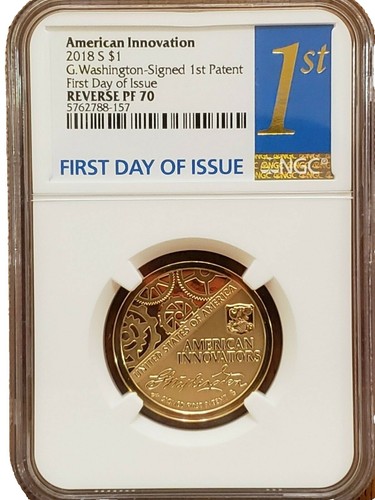 American Innovation
2018 S $1
G.Washington-Signed 1st Patent
First Day of Issue
REVERSE PF 70
5762788-157
1st
FIRST DAY OF ISSUE
NGC
UNITED STATES OF AMERICA
AMERICAN
INNOVATORS